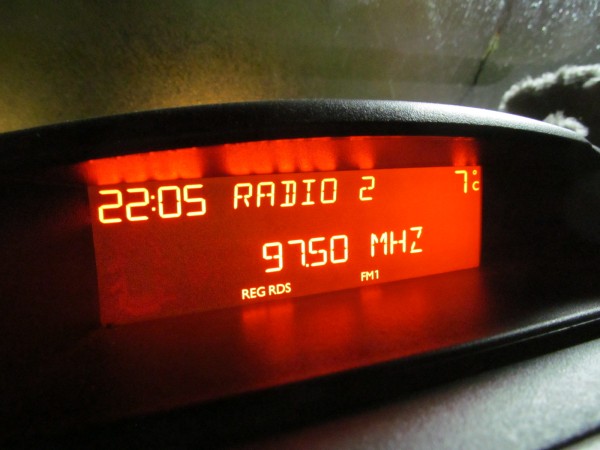 22:05 RADIO 2 7°C
97.50 MHZ
REG RDS FM1